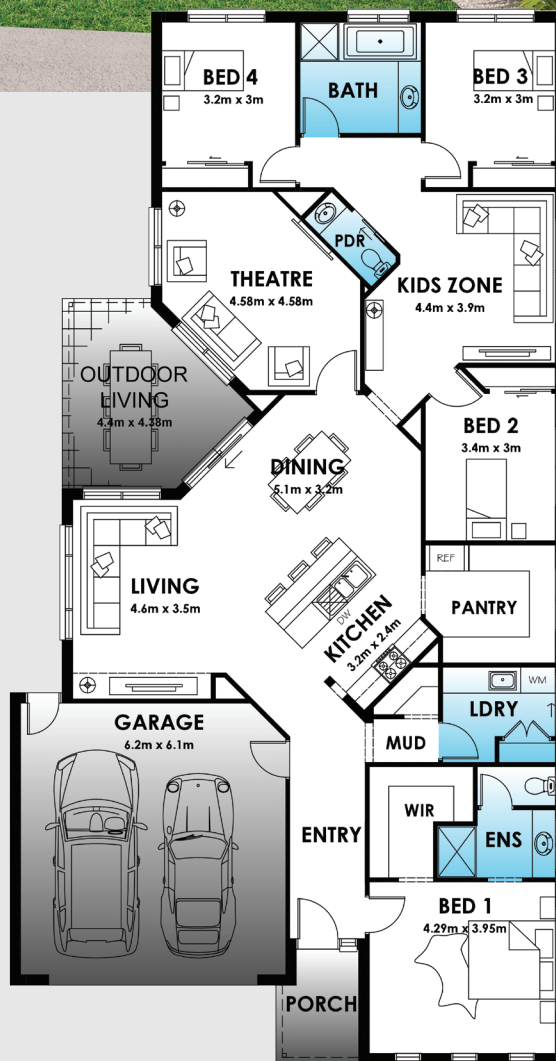 BED 4
3.2m x 3m
BATH
BED 3
3.2m x 3m
PDR
THEATRE
4.58m x 4.58m
KIDS ZONE
4.4m x 3.9m
OUTDOOR
LIVING
4.4m x 4.38m
BED 2
3.4m x 3m
DINING
5.1m x 3.2m
REF
LIVING
4.6m x 3.5m
PANTRY
DW
KITCHEN
3.2m x 2.4m
WM
LDRY
GARAGE
6.2m x 6.1m
MUD
WIR
ENTRY
ENS
BED 1
4.29m x 3.95m
PORCH